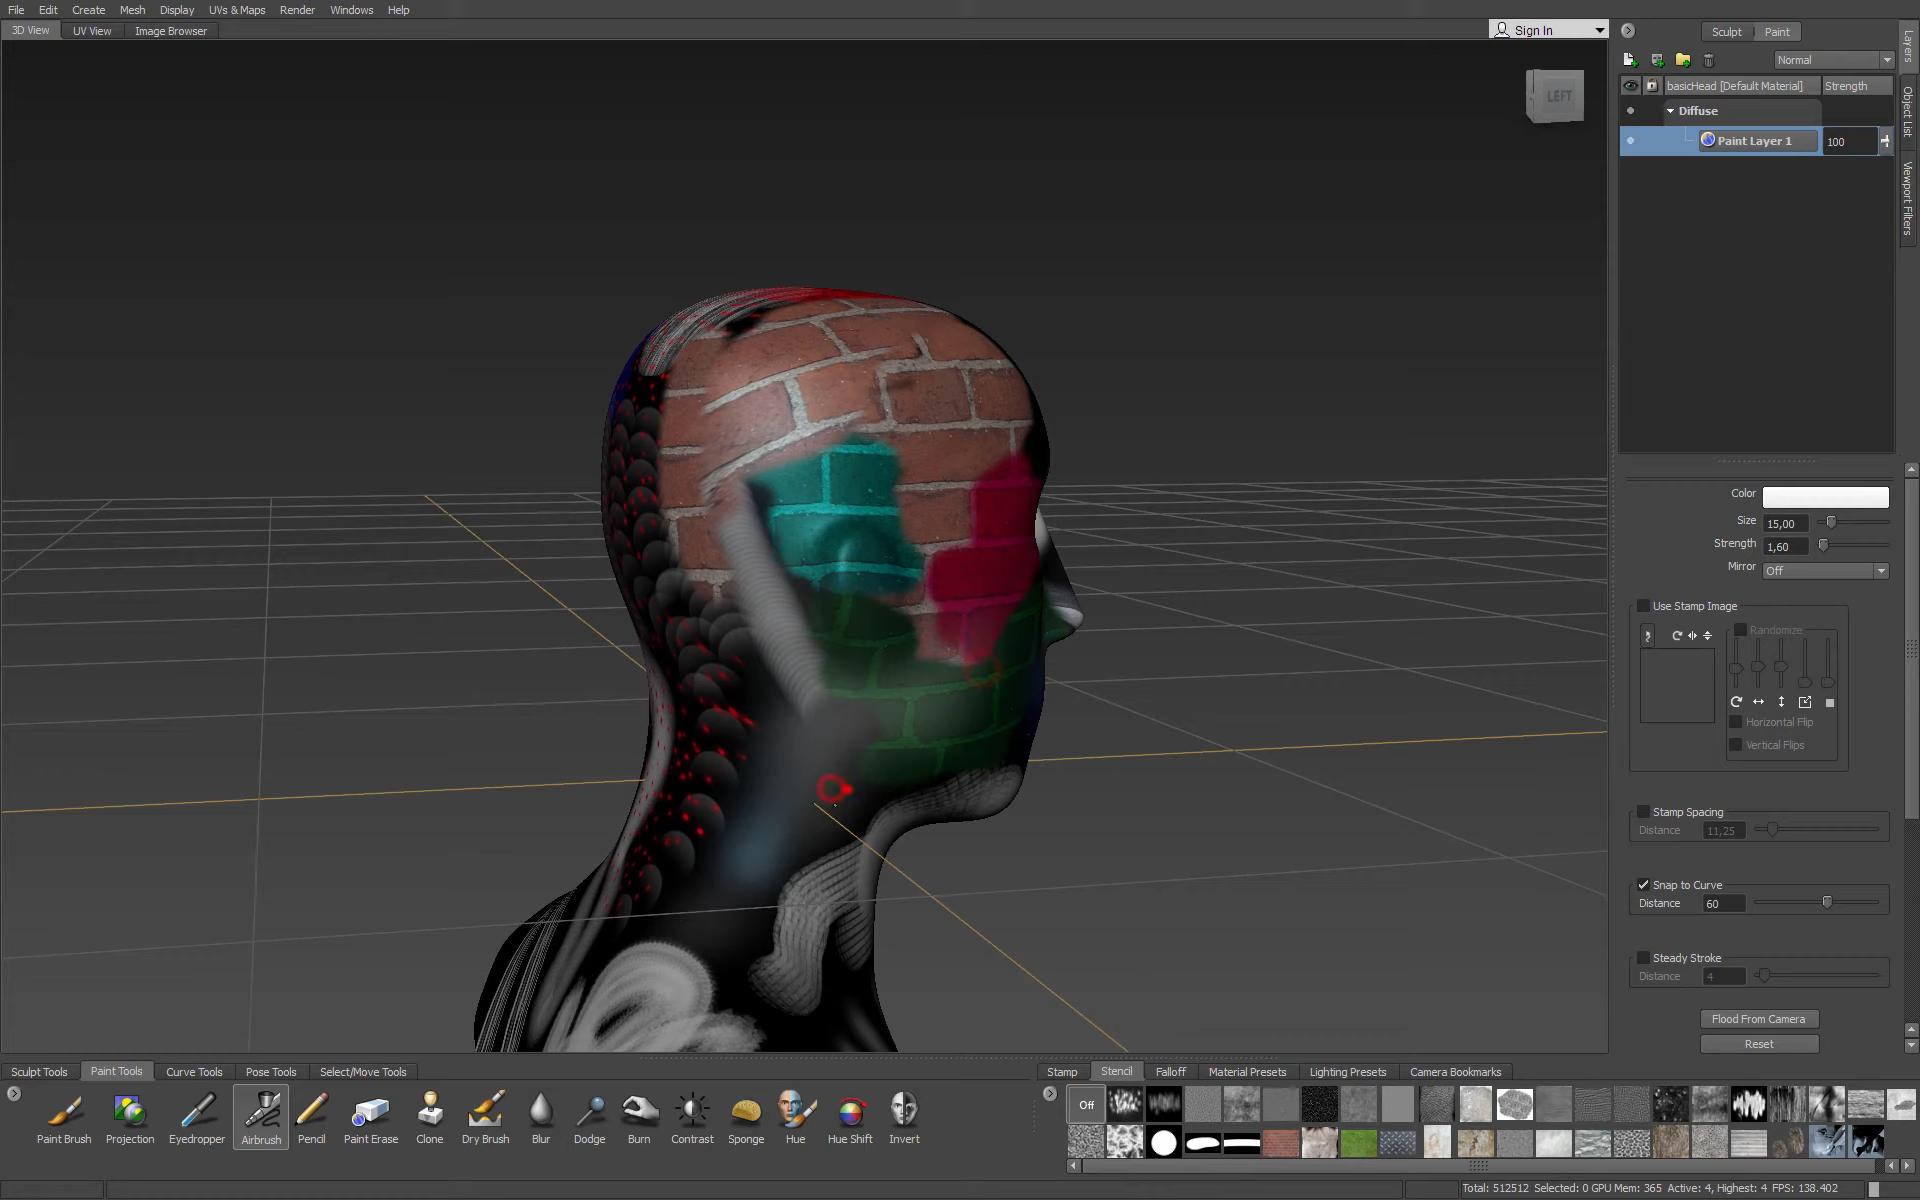 File Edit Create Mesh Display UVs & Maps Render Windows Help
3D View UV View Image Browser
Sign In
LEFT
Sculpt Paint
Normal
basicHead [Default Material] Strength
Diffuse
Paint Layer 1 100
Layers
Object List
Viewport Filters
Color
Size 15,00
Strength 1,60
Mirror Off
Use Stamp Image
Randomize
Horizontal Flip
Vertical Flips
Stamp Spacing
Distance 11,25
Snap to Curve
Distance 60
Steady Stroke
Distance 4
Flood From Camera
Reset
Sculpt Tools Paint Tools Curve Tools Pose Tools Select/Move Tools
Paint Brush Projection Eyedropper Airbrush Pencil Paint Erase Clone Dry Brush Blur Dodge Burn Contrast Sponge Hue Hue Shift Invert
Stamp Stencil Falloff Material Presets Lighting Presets Camera Bookmarks
Off
Total: 512512 Selected: 0 GPU Mem: 365 Active: 4, Highest: 4 FPS: 138.402